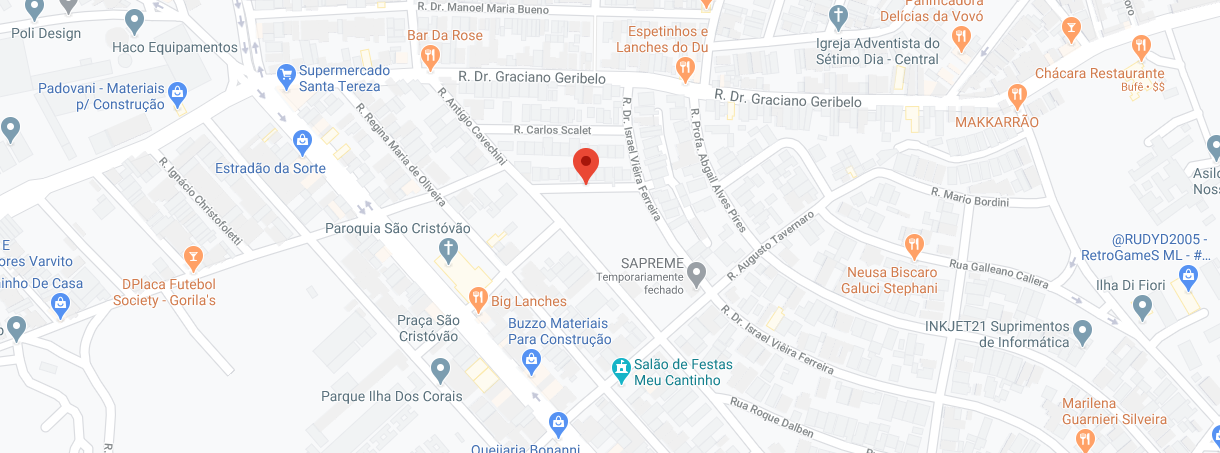 R. Dr. Manoel Maria Bueno
Panificadora
Delícias da Vovó
Poli Design
Haco Equipamentos
Bar Da Rose
Espetinhos e
Lanches do Du
Igreja Adventista do
Sétimo Dia - Central
Chácara Restaurante
Bufê • $$
Supermercado
Santa Tereza
R. Dr. Graciano Geribelo
R. Dr. Graciano Geribelo
Padovani - Materiais
p/ Construção
MAKKARRÃO
R. Carlos Scalet
R. Antígio Cavechini
R. Regina Maria de Oliveira
R. Dr. Israel Viêira Ferreira
R. Profa. Abgail Alves Pires
Estradão da Sorte
R. Ignácio Christofoletti
Asilo
Noss
R. Mario Bordini
Paroquia São Cristóvão
R. Augusto Tavernaro
E
ores Varvito
@RUDYD2005 -
RetroGameS ML - #...
SAPREME
Temporariamente
fechado
Neusa Biscaro
Galuci Stephani
Rua Galleano Caliera
Ilha Di Fiori
inho De Casa
DPlaca Futebol
Society - Gorila's
Big Lanches
Praça São
Cristóvão
Buzzo Materiais
Para Construção
R. Dr. Israel Viêira Ferreira
INKJET21 Suprimentos
de Informática
o
Salão de Festas
Meu Cantinho
Parque Ilha Dos Corais
Rua Roque Dalben
Marilena
Guarnieri Silveira
R.
Queijaria Bonanni